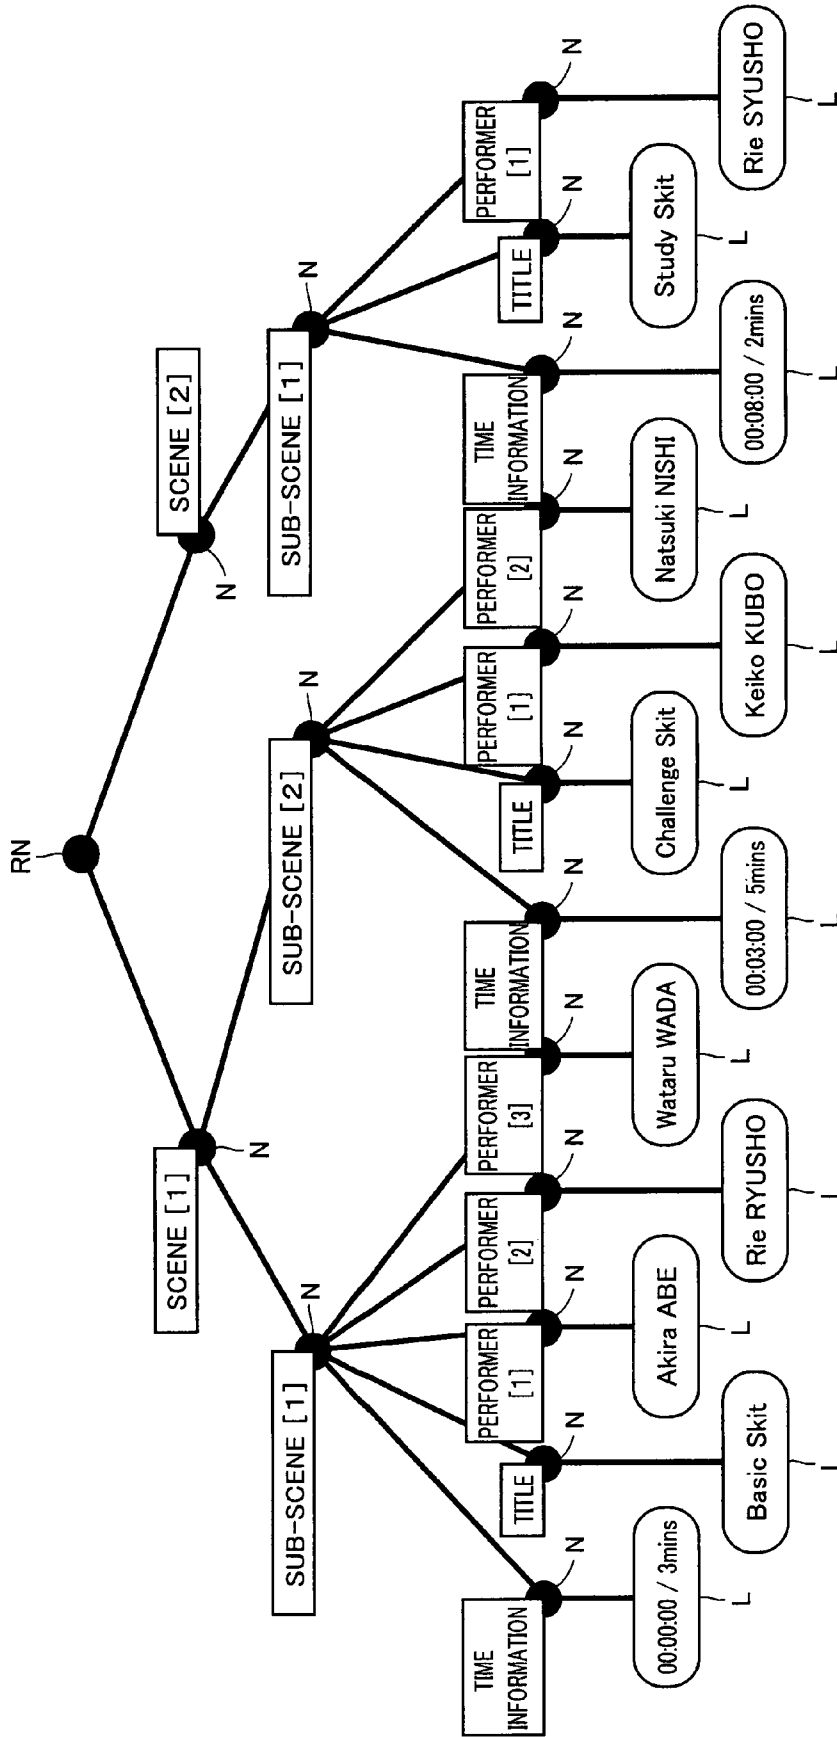 RN
SCENE [1]
N
SCENE [2]
N
SUB-SCENE [1]
N
SUB-SCENE [2]
N
SUB-SCENE [1]
N
TIME
INFORMATION
N
TITLE
N
PERFORMER
[1]
N
PERFORMER
[2]
N
PERFORMER
[3]
N
TIME
INFORMATION
N
TITLE
N
PERFORMER
[1]
N
PERFORMER
[2]
N
TIME
INFORMATION
N
TITLE
N
PERFORMER
[1]
N
00:00:00 / 3mins
L
Basic Skit
L
Akira ABE
L
Rie RYUSHO
L
Wataru WADA
L
00:03:00 / 5mins
L
Challenge Skit
L
Keiko KUBO
L
Natsuki NISHI
L
00:08:00 / 2mins
L
Study Skit
L
Rie SYUSHO
L